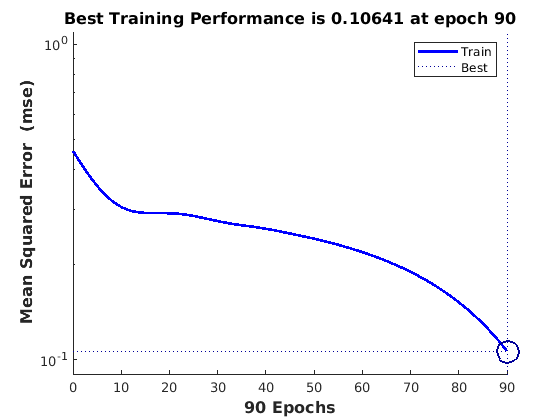 Best Training Performance is 0.10641 at epoch 90
10^0
Train
Best
Mean Squared Error (mse)
10^-1
0 10 20 30 40 50 60 70 80 90
90 Epochs